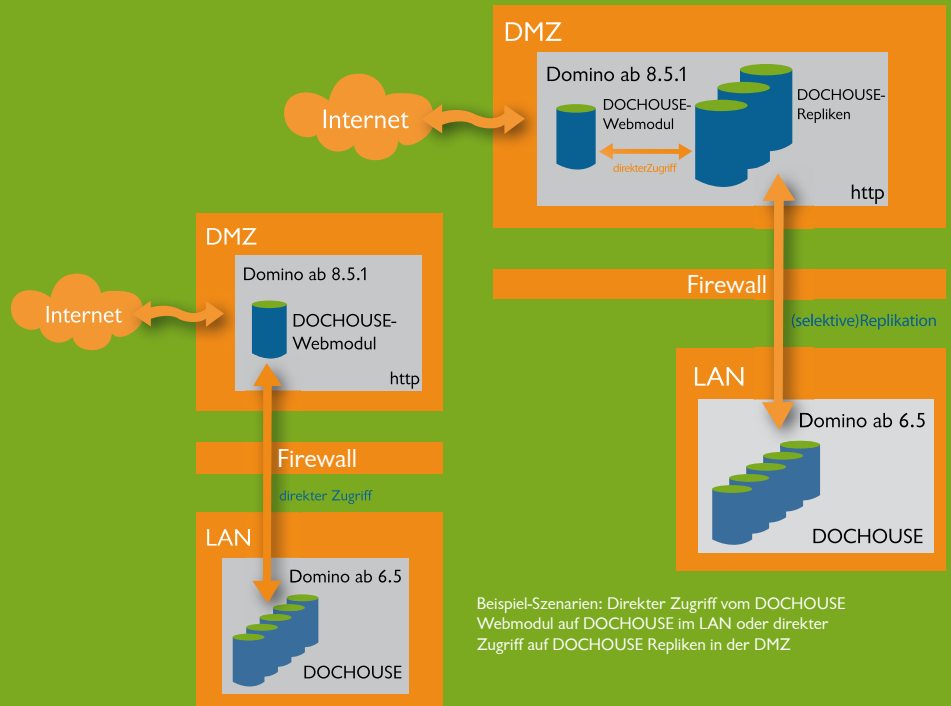 DMZ
Domino ab 8.5.1
DOCHOUSE-
Webmodul
DOCHOUSE-
Repliken
direkterZugriff
http
Internet
Firewall
(selektive)Replikation
LAN
Domino ab 6.5
DOCHOUSE
DMZ
Domino ab 8.5.1
DOCHOUSE-
Webmodul
http
Internet
Firewall
direkter Zugriff
LAN
Domino ab 6.5
DOCHOUSE
Beispiel-Szenarien: Direkter Zugriff vom DOCHOUSE
Webmodul auf DOCHOUSE im LAN oder direkter
Zugriff auf DOCHOUSE Repliken in der DMZ